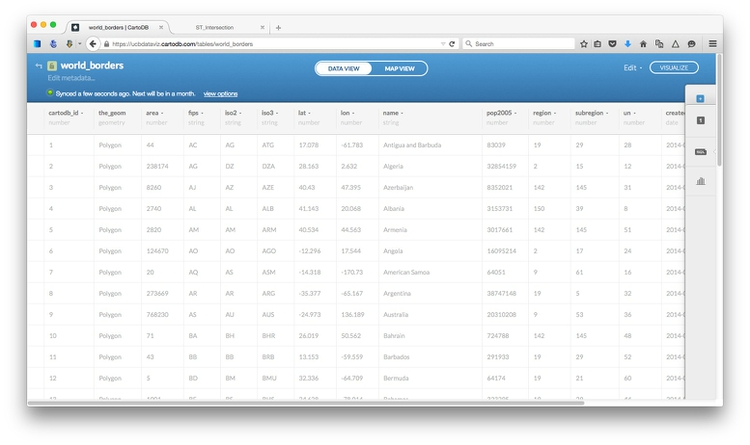 world_borders | CartoDB
ST_Intersection
https://ucbdataviz.cartodb.com/tables/world_borders
Search
world_borders
Edit metadata...
DATA VIEW MAP VIEW
Edit
VISUALIZE
Synced a few seconds ago. Next will be in a month. view options
cartodb_id the_geom area fips iso2 iso3 lat lon name pop2005 region subregion un create
number geometry number string string string number number string number number number number date
1 Polygon 44 AC AG ATG 17.078 -61.783 Antigua and Barbuda 83039 19 29 28 2014-
2 Polygon 238174 AG DZ DZA 28.163 2.632 Algeria 32854159 2 15 12 2014-
3 Polygon 8260 AJ AZ AZE 40.43 47.395 Azerbaijan 8352021 142 145 31 2014-
4 Polygon 2740 AL AL ALB 41.143 20.068 Albania 3153731 150 39 8 2014-
5 Polygon 2820 AM AM ARM 40.534 44.563 Armenia 3017661 142 145 51 2014-
6 Polygon 124670 AO AO AGO -12.296 17.544 Angola 16095214 2 17 24 2014-
7 Polygon 20 AQ AS ASM -14.318 -170.73 American Samoa 64051 9 61 16 2014-
8 Polygon 273669 AR AR ARG -35.377 -65.167 Argentina 38747148 19 5 32 2014-
9 Polygon 768230 AS AU AUS -24.973 136.189 Australia 20310208 9 53 36 2014-
10 Polygon 71 BA BH BHR 26.019 50.562 Bahrain 724788 142 145 48 2014-
11 Polygon 43 BB BB BRB 13.153 -59.559 Barbados 291933 19 29 52 2014-
12 Polygon 5 BD BM BMU 32.336 -64.709 Bermuda 64174 19 21 60 2014-
1
SQL